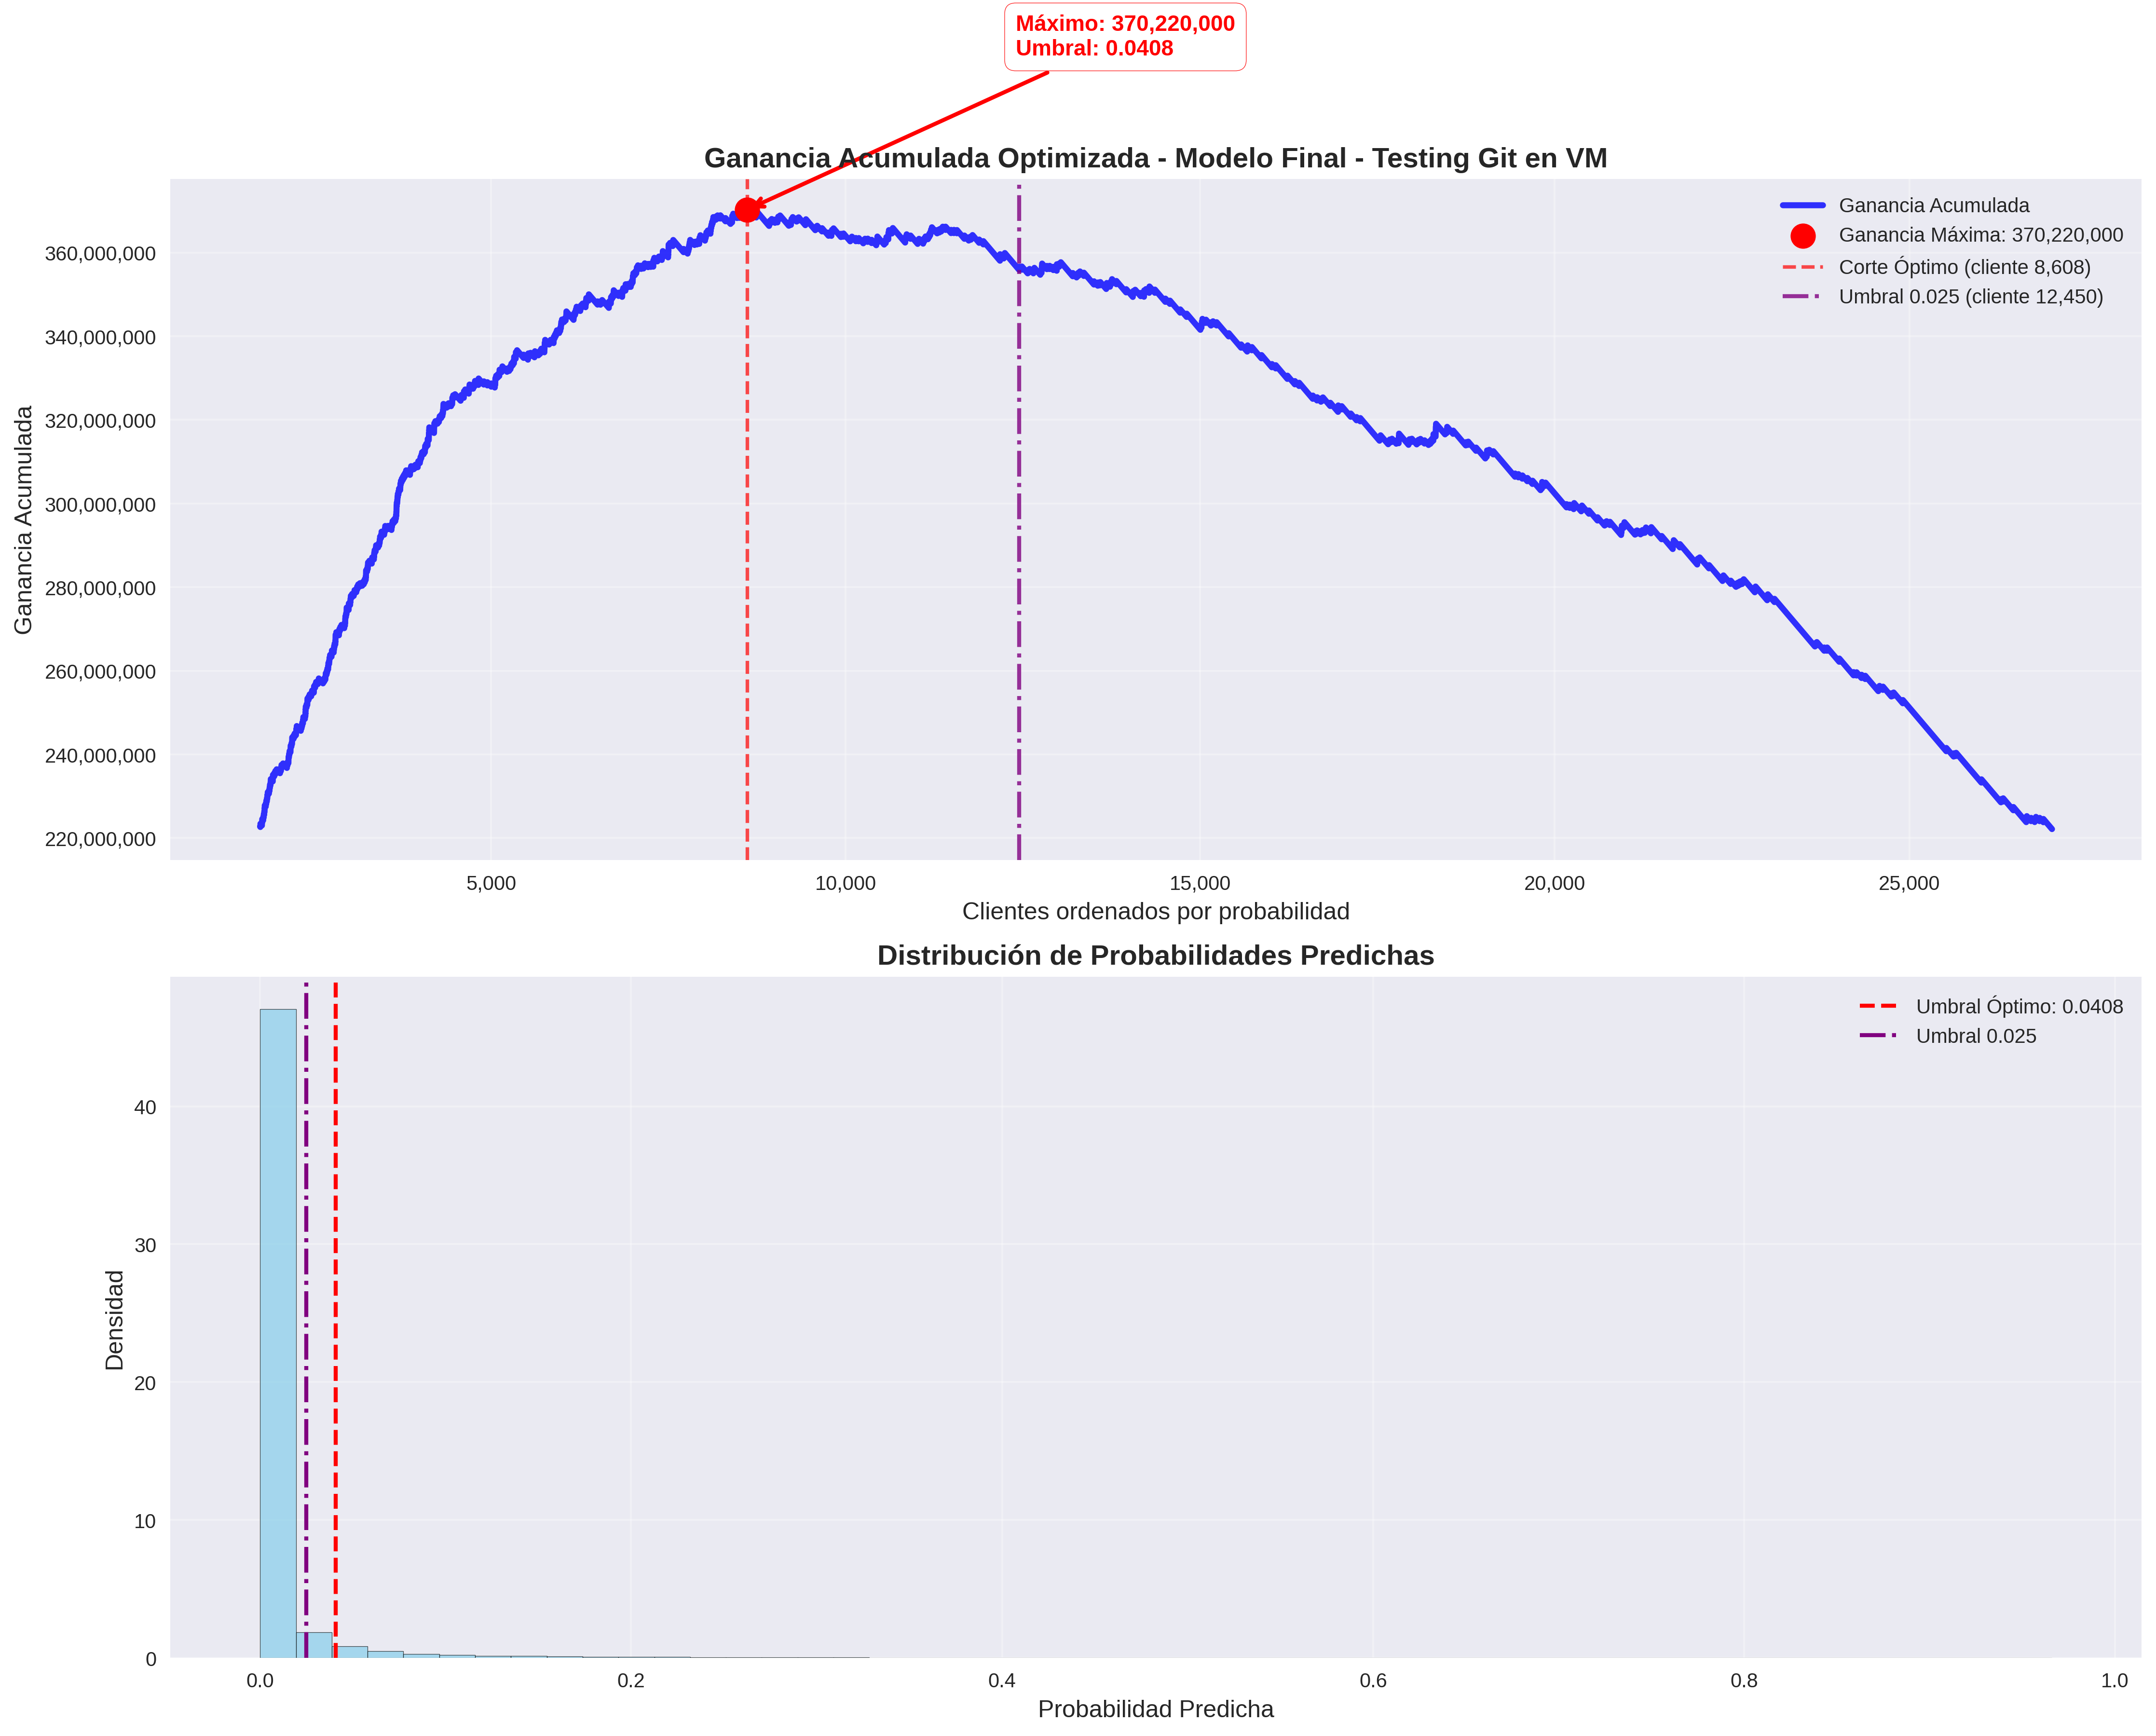 Máximo: 370,220,000
Umbral: 0.0408
Ganancia Acumulada Optimizada - Modelo Final - Testing Git en VM
Ganancia Acumulada
Ganancia Máxima: 370,220,000
Corte Óptimo (cliente 8,608)
Umbral 0.025 (cliente 12,450)
Ganancia Acumulada
360,000,000
340,000,000
320,000,000
300,000,000
280,000,000
260,000,000
240,000,000
220,000,000
5,000
10,000
15,000
20,000
25,000
Clientes ordenados por probabilidad
Distribución de Probabilidades Predichas
Umbral Óptimo: 0.0408
Umbral 0.025
Densidad
40
30
20
10
0
0.0
0.2
0.4
0.6
0.8
1.0
Probabilidad Predicha